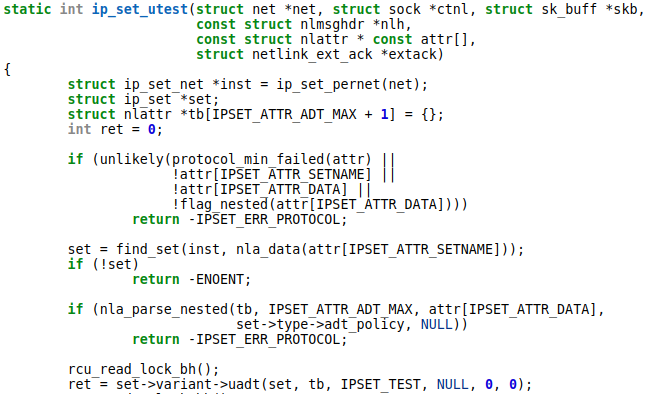 static int ip_set_utest(struct net *net, struct sock *ctnl, struct sk_buff *skb,
                        const struct nlmsghdr *nlh,
                        const struct nlattr * const attr[],
                        struct netlink_ext_ack *extack)
{
        struct ip_set_net *inst = ip_set_pernet(net);
        struct ip_set *set;
        struct nlattr *tb[IPSET_ATTR_ADT_MAX + 1] = {};
        int ret = 0;

        if (unlikely(protocol_min_failed(attr) ||
                     !attr[IPSET_ATTR_SETNAME] ||
                     !attr[IPSET_ATTR_DATA] ||
                     !flag_nested(attr[IPSET_ATTR_DATA])))
                return -IPSET_ERR_PROTOCOL;

        set = find_set(inst, nla_data(attr[IPSET_ATTR_SETNAME]));
        if (!set)
                return -ENOENT;

        if (nla_parse_nested(tb, IPSET_ATTR_ADT_MAX, attr[IPSET_ATTR_DATA],
                             set->type->adt_policy, NULL))
                return -IPSET_ERR_PROTOCOL;

        rcu_read_lock_bh();
        ret = set->variant->uadt(set, tb, IPSET_TEST, NULL, 0, 0);